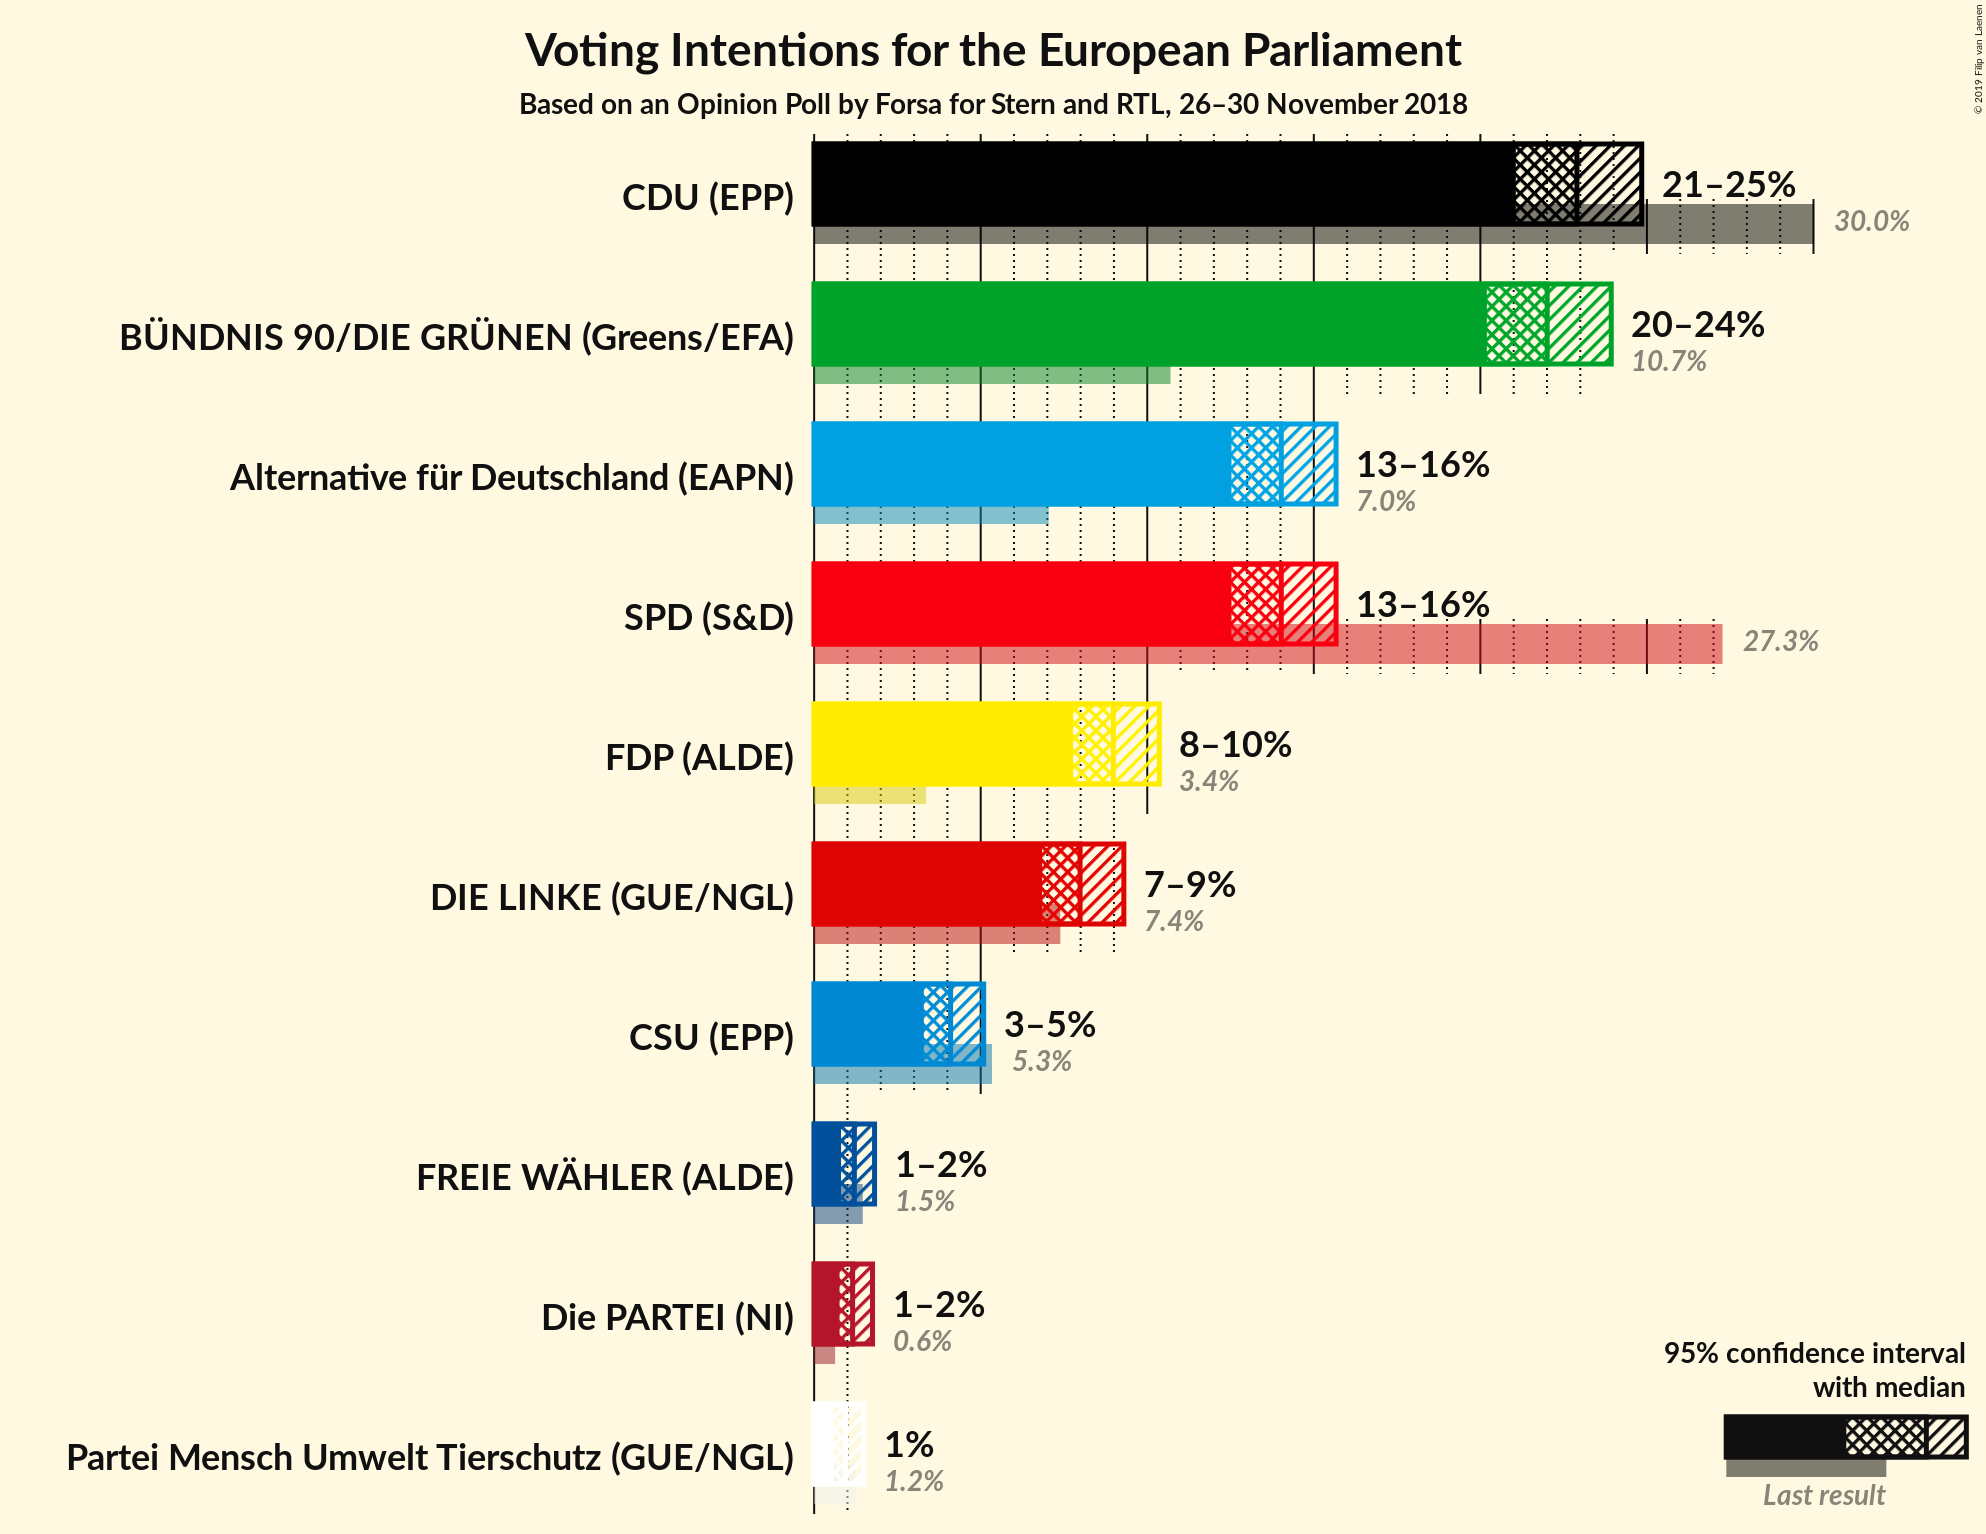 Voting Intentions for the European Parliament
Based on an Opinion Poll by Forsa for Stern and RTL, 26–30 November 2018
© 2019 Filip van Laenen
CDU (EPP)
21–25%
30.0%
BÜNDNIS 90/DIE GRÜNEN (Greens/EFA)
20–24%
10.7%
Alternative für Deutschland (EAPN)
13–16%
7.0%
SPD (S&D)
13–16%
27.3%
FDP (ALDE)
8–10%
3.4%
DIE LINKE (GUE/NGL)
7–9%
7.4%
CSU (EPP)
3–5%
5.3%
FREIE WÄHLER (ALDE)
1–2%
1.5%
Die PARTEI (NI)
1–2%
0.6%
Partei Mensch Umwelt Tierschutz (GUE/NGL)
1%
1.2%
95% confidence interval
with median
Last result